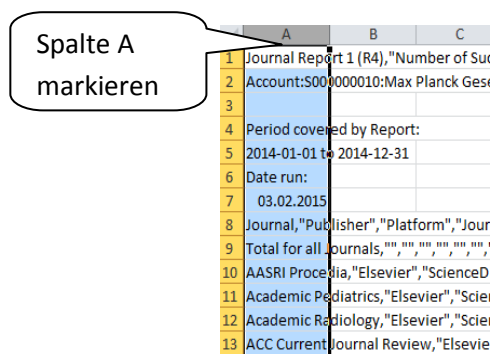 Spalte A
markieren
A B C
1 Journal Report 1 (R4),"Number of Suc
2 Account:S000000010:Max Planck Gese
3
4 Period covered by Report:
5 2014-01-01 to 2014-12-31
6 Date run:
7 03.02.2015
8 Journal,"Publisher","Platform","Jour
9 Total for all Journals,"","","","","","
10 AASRI Procedia,"Elsevier","ScienceD
11 Academic Pediatrics,"Elsevier","Scien
12 Academic Radiology,"Elsevier","Scien
13 ACC Current Journal Review,"Elsevie